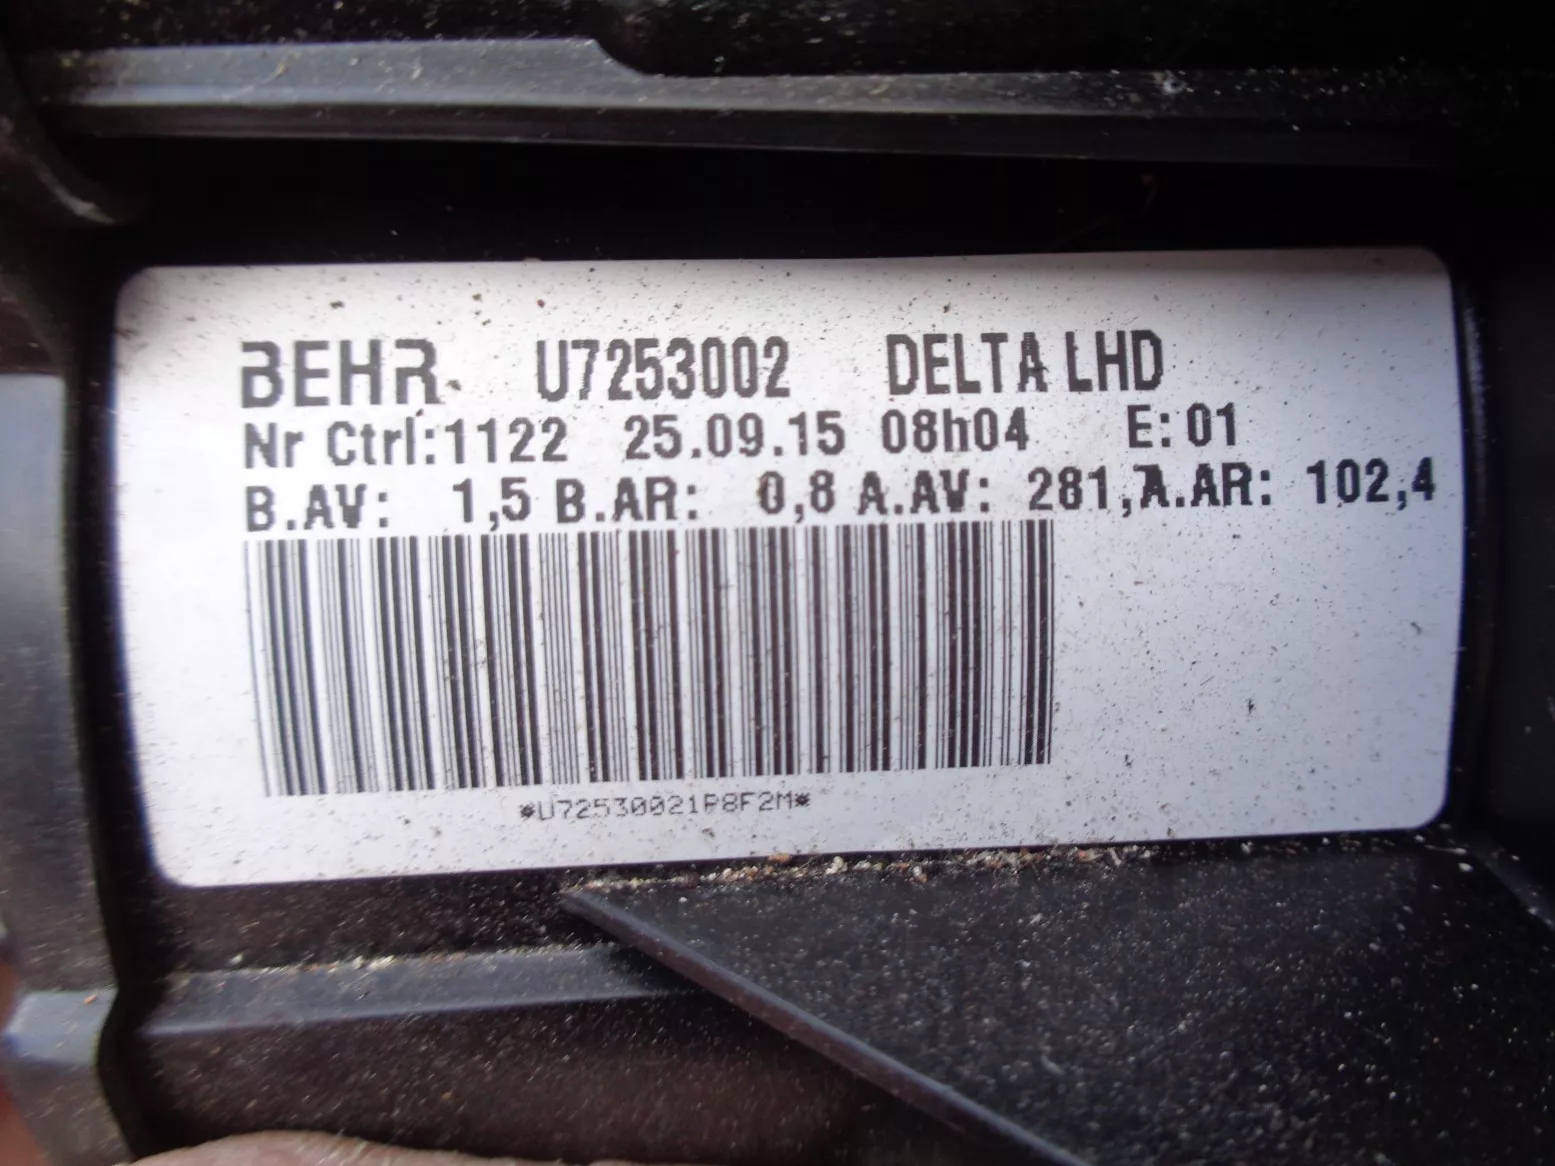 BEHR U7253002 DELTA LHD
Nr Ctrl:1122 25.09.15 08h04 E:01
B.AV: 1,5 B.AR: 0,8 A.AV: 281,A.AR: 102,4
*U72530021P8F2M*